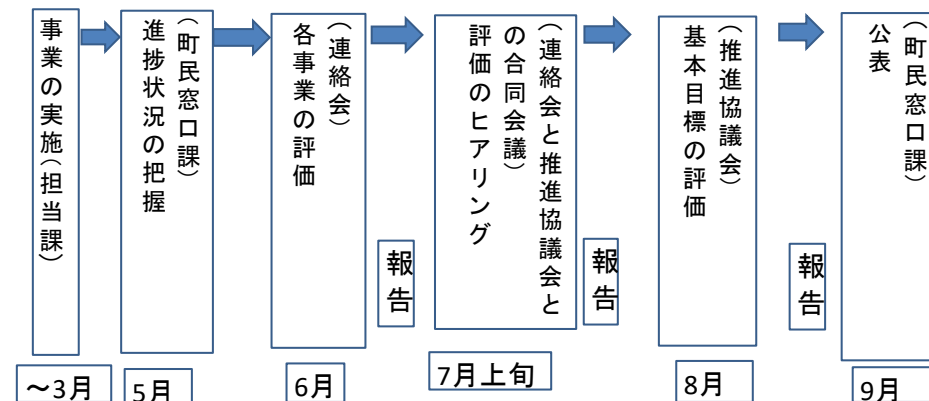 事業の実施（担当課）
（町民窓口課）
進捗状況の把握
（連絡会）
各事業の評価
報告
（連絡会と推進協議会と
の合同会議）
評価のヒアリング
報告
（推進協議会）
基本目標の評価
報告
（町民窓口課）
公表
～3月
5月
6月
7月上旬
8月
9月